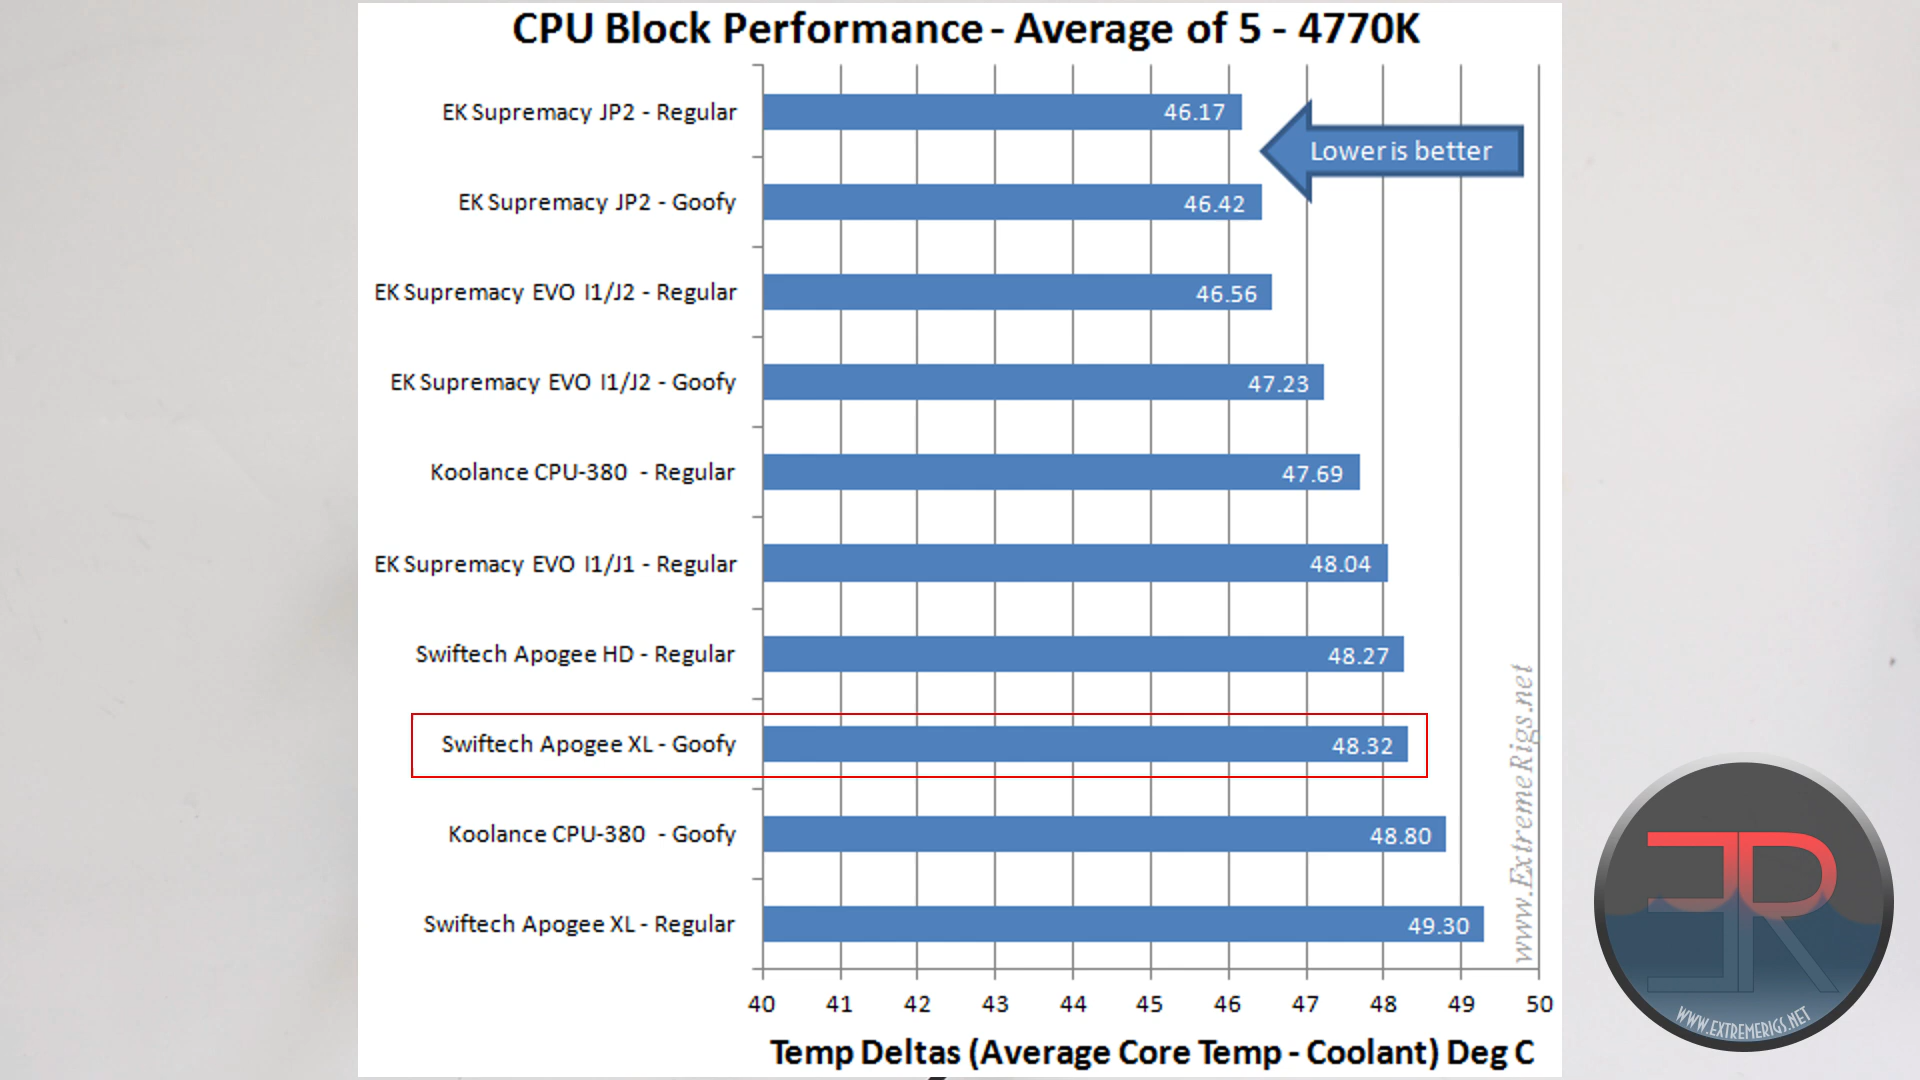 CPU Block Performance - Average of 5 - 4770K
EK Supremacy JP2 - Regular
46.17
Lower is better
EK Supremacy JP2 - Goofy
46.42
EK Supremacy EVO I1/J2 - Regular
46.56
EK Supremacy EVO I1/J2 - Goofy
47.23
Koolance CPU-380 - Regular
47.69
EK Supremacy EVO I1/J1 - Regular
48.04
Swiftech Apogee HD - Regular
48.27
Swiftech Apogee XL - Goofy
48.32
Koolance CPU-380 - Goofy
48.80
Swiftech Apogee XL - Regular
49.30
www.ExtremeRigs.net
40 41 42 43 44 45 46 47 48 49 50
Temp Deltas (Average Core Temp - Coolant) Deg C
ER
WWW.EXTREMERIGS.NET